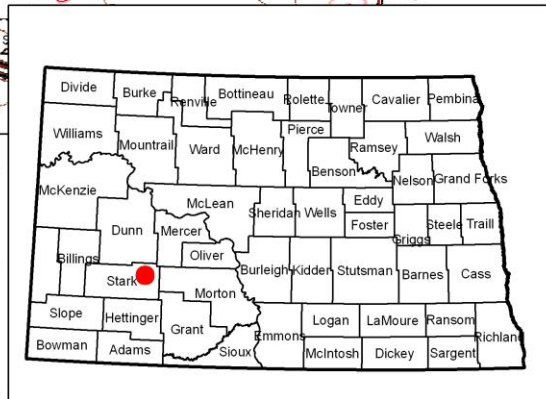 Divide
Burke
Renville
Bottineau
Rolette
Towner
Cavalier
Pembina
Williams
Mountrail
Ward
McHenry
Pierce
Ramsey
Walsh
Benson
Nelson
Grand Forks
McKenzie
McLean
Sheridan
Wells
Eddy
Foster
Griggs
Steele
Traill
Dunn
Mercer
Oliver
Billings
Stark
Morton
Burleigh
Kidder
Stutsman
Barnes
Cass
Slope
Hettinger
Grant
Sioux
Emmons
Logan
LaMoure
Ransom
Richland
Bowman
Adams
McIntosh
Dickey
Sargent